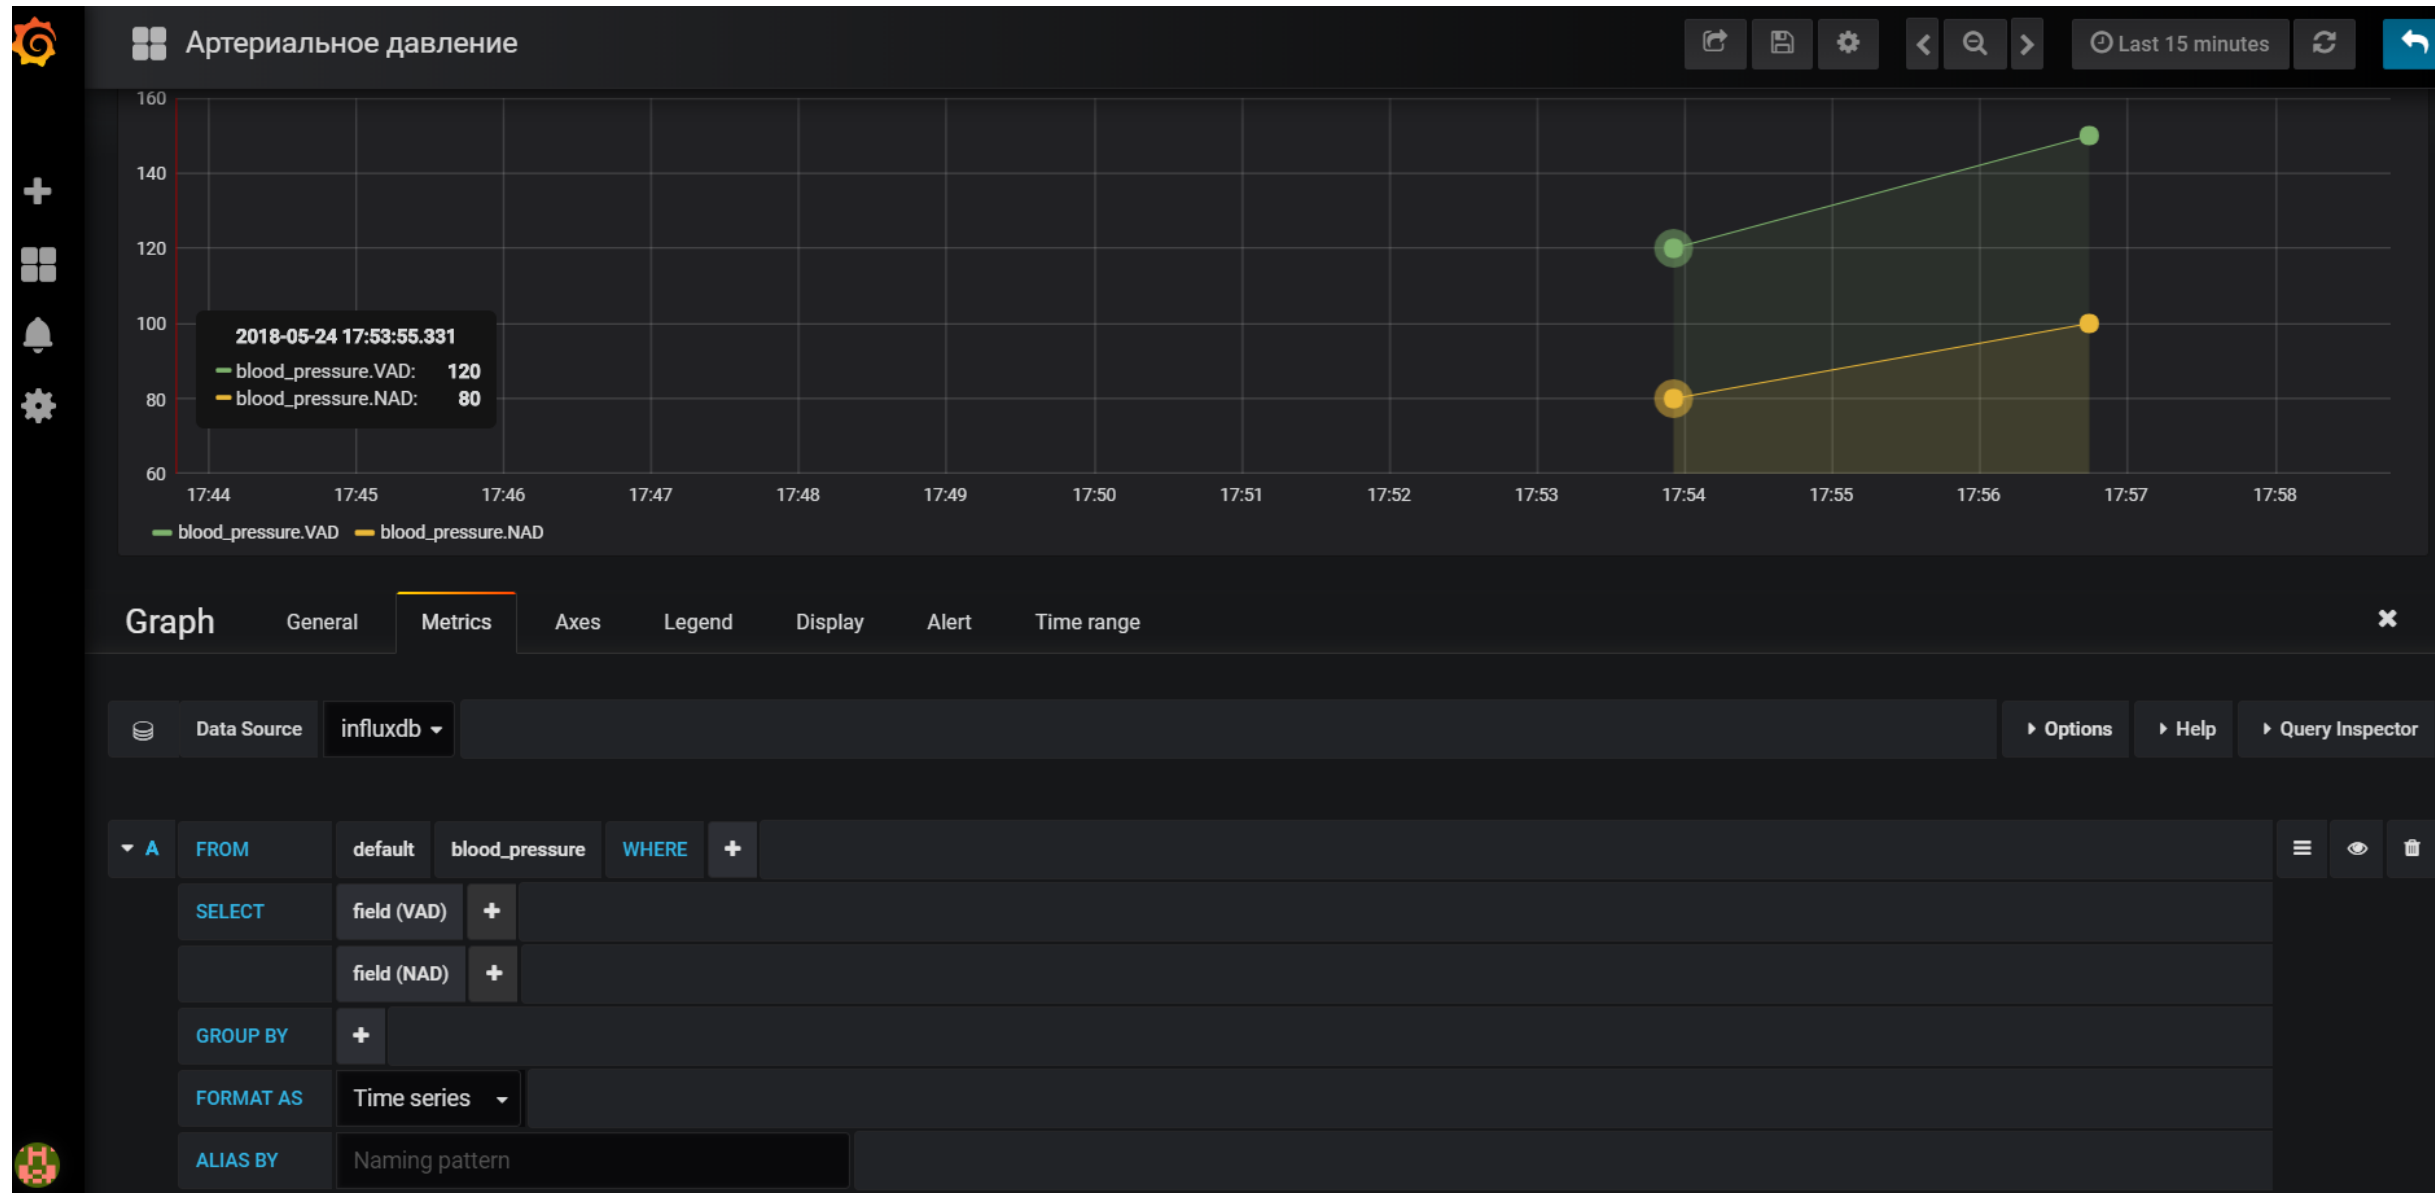 Артериальное давление
Last 15 minutes
160
140
120
100
80
60
2018-05-24 17:53:55.331
blood_pressure.VAD: 120
blood_pressure.NAD: 80
17:44 17:45 17:46 17:47 17:48 17:49 17:50 17:51 17:52 17:53 17:54 17:55 17:56 17:57 17:58
blood_pressure.VAD blood_pressure.NAD
Graph General Metrics Axes Legend Display Alert Time range
Data Source influxdb Options Help Query Inspector
A FROM default blood_pressure WHERE
SELECT field (VAD)
field (NAD)
GROUP BY
FORMAT AS Time series
ALIAS BY Naming pattern